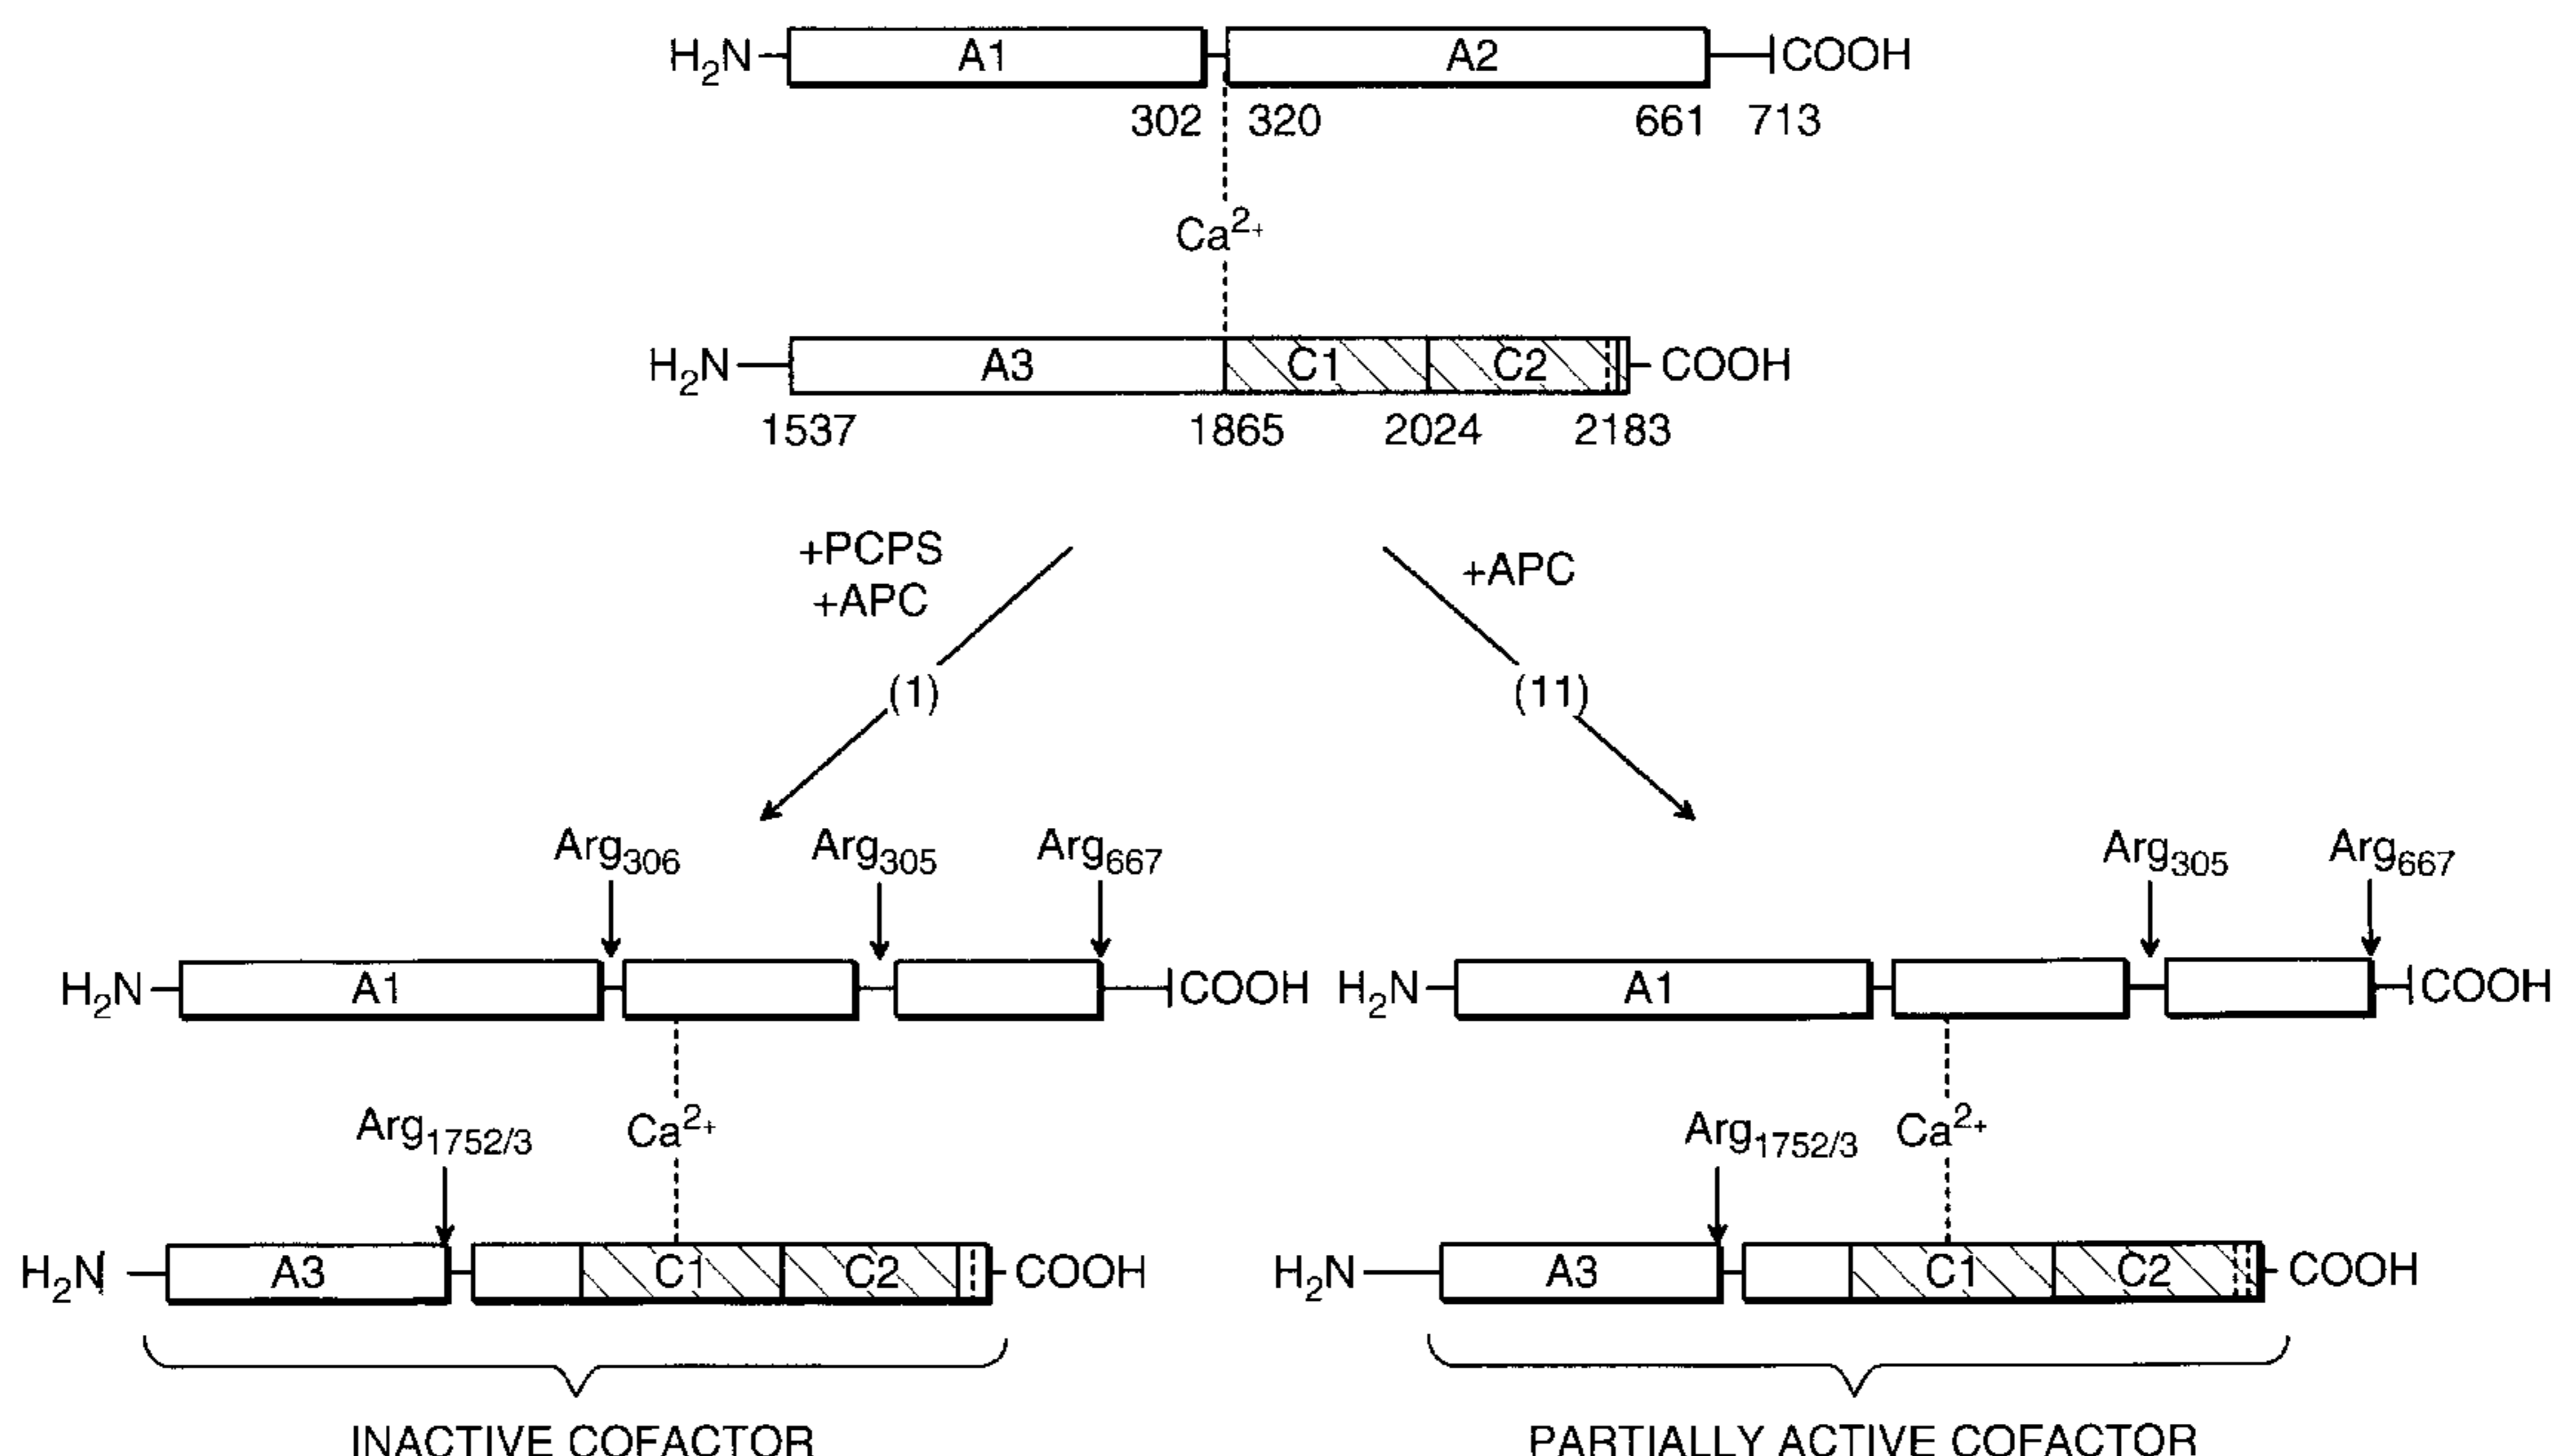 H2N A1 A2 COOH
302 320 661 713
Ca2+
H2N A3 C1 C2 COOH
1537 1865 2024 2183
+PCPS
+APC
+APC
(1) (11)
Arg306 Arg305 Arg667 Arg305 Arg667
H2N A1 COOH H2N A1 COOH
Arg1752/3 Ca2+ Arg1752/3 Ca2+
H2N A3 C1 C2 COOH H2N A3 C1 C2 COOH
INACTIVE COFACTOR PARTIALLY ACTIVE COFACTOR